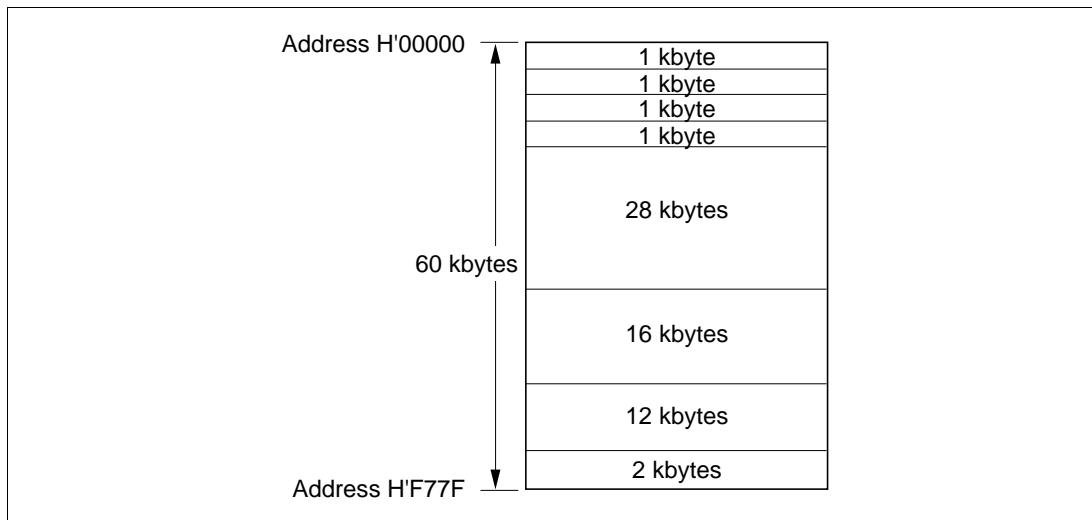 Address H'00000
1 kbyte
1 kbyte
1 kbyte
1 kbyte
28 kbytes
60 kbytes
16 kbytes
12 kbytes
2 kbytes
Address H'F77F